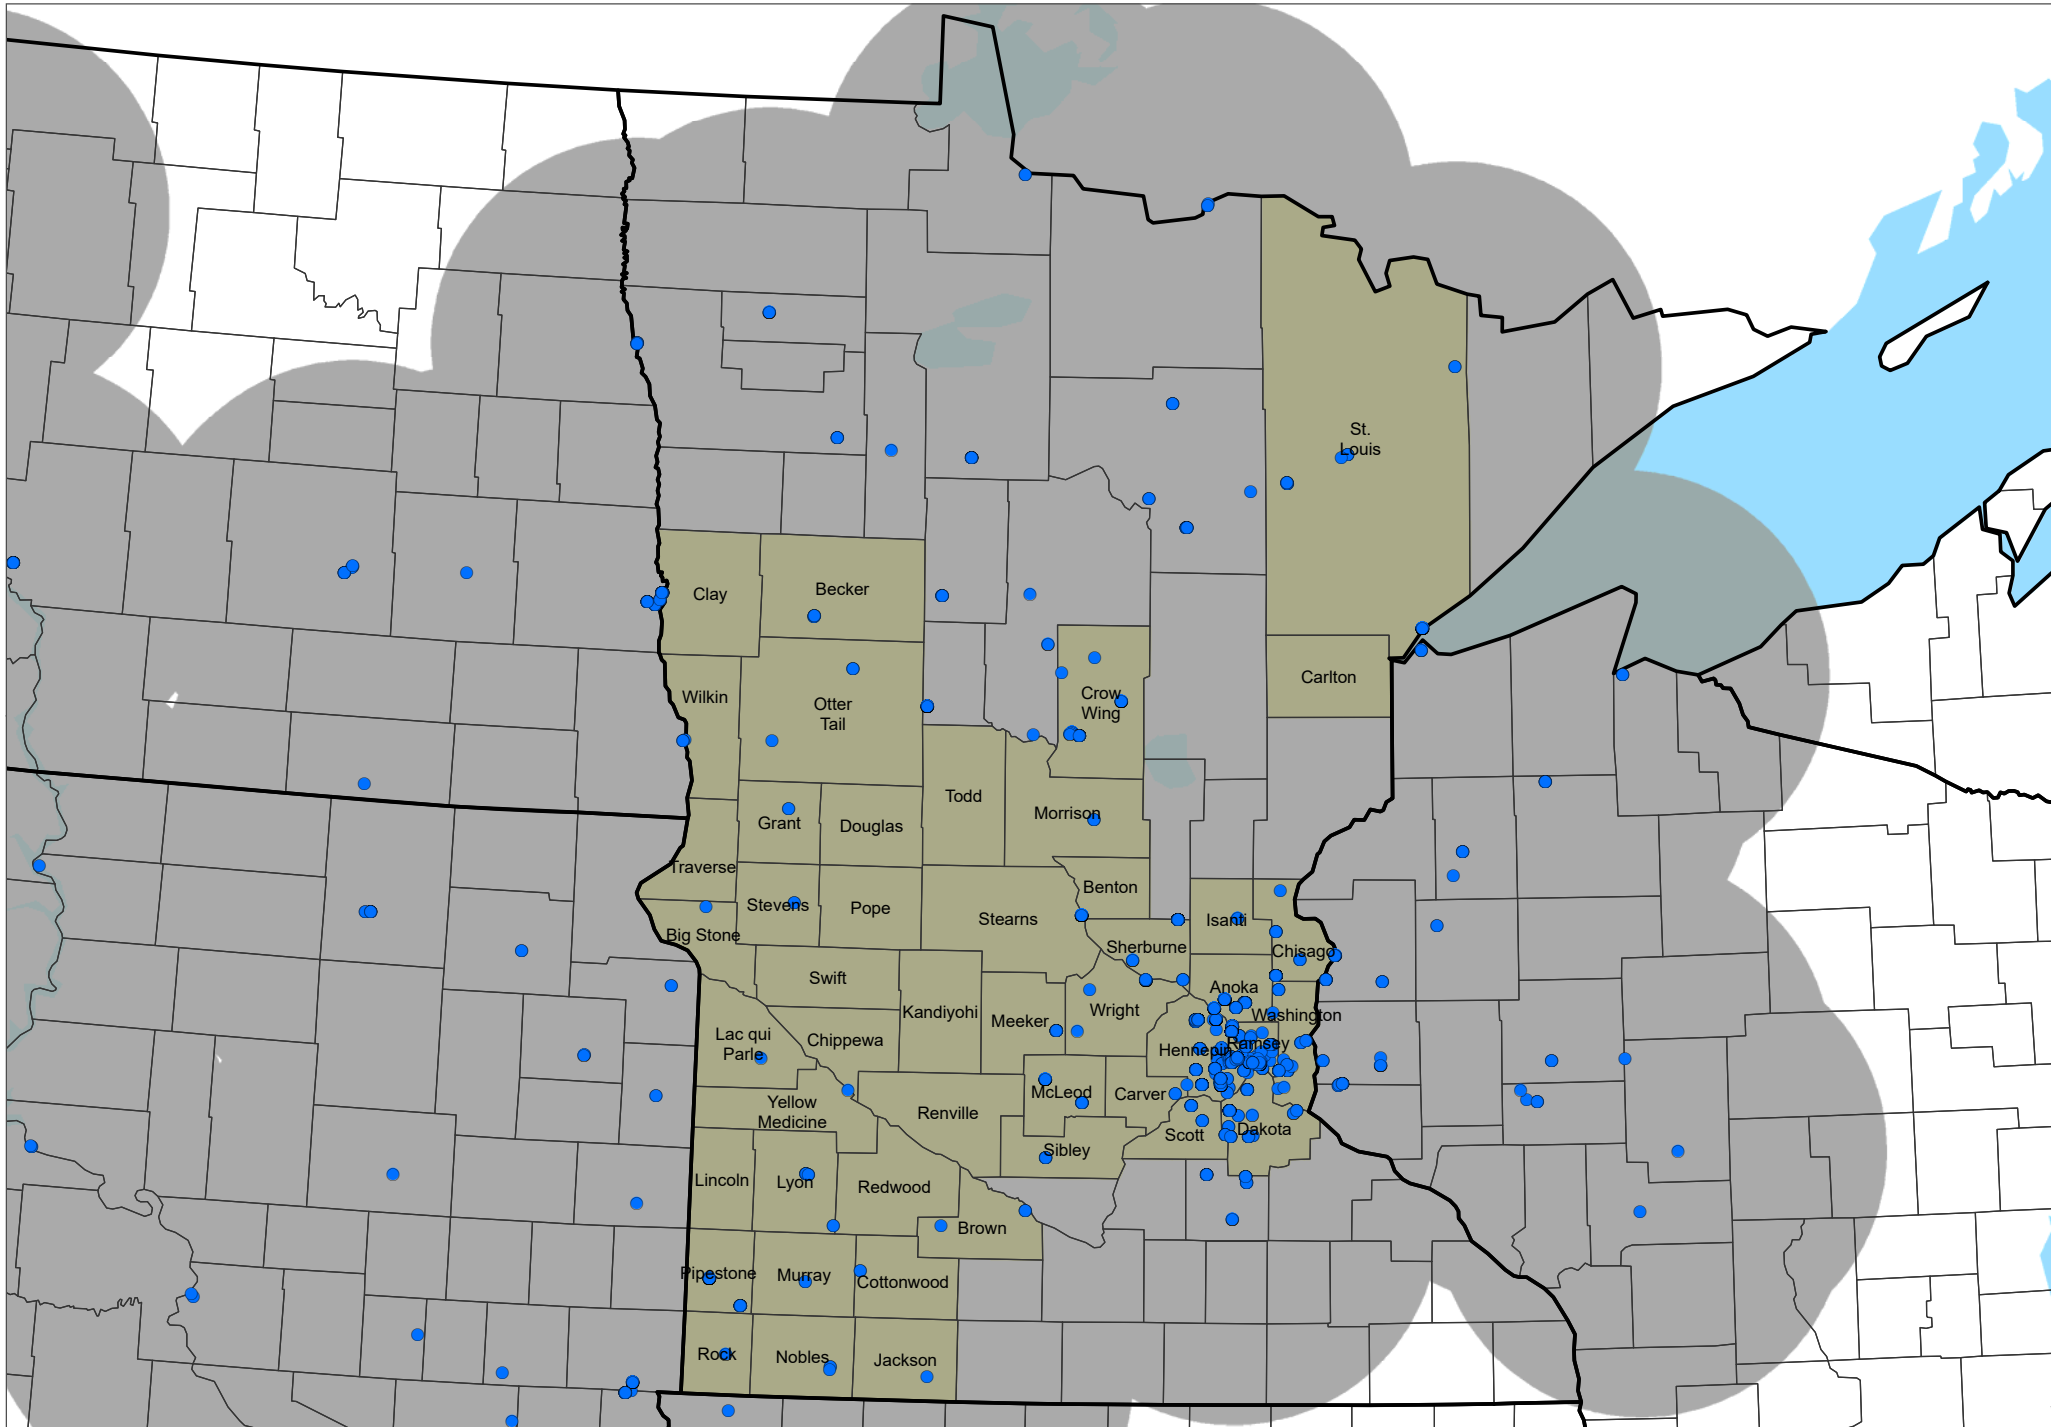 St.
Louis
Clay
Becker
Carlton
Wilkin
Otter
Tail
Crow
Wing
Todd
Morrison
Grant
Douglas
Traverse
Benton
Stevens
Pope
Stearns
Isanti
Big Stone
Sherburne
Chisago
Swift
Anoka
Kandiyohi
Wright
Washington
Meeker
Lac qui
Parle
Chippewa
Hennepin
Ramsey
McLeod
Carver
Yellow
Medicine
Renville
Scott
Dakota
Sibley
Lincoln
Lyon
Redwood
Brown
Pipestone
Murray
Cottonwood
Rock
Nobles
Jackson